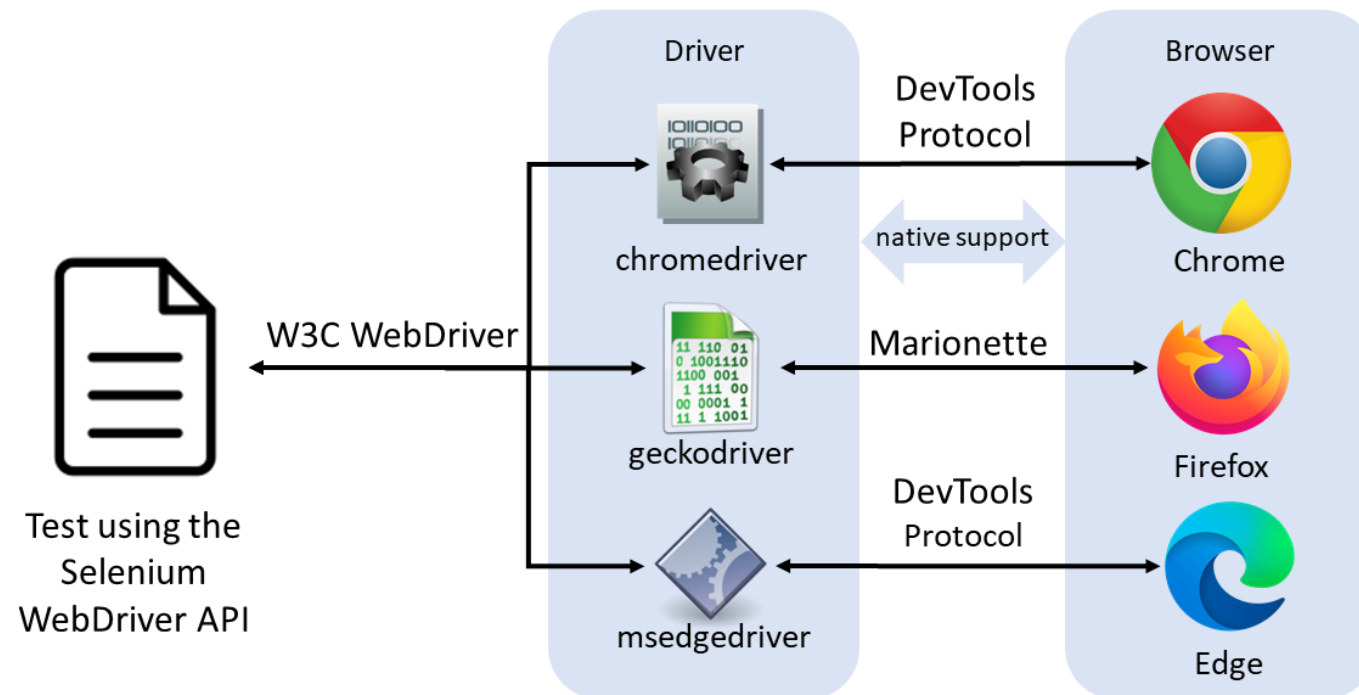 Driver
Browser
DevTools
Protocol
IOIIOIOO
IOIIOIO
chromedriver
native support
Chrome
W3C WebDriver
11 110 01
0 1001110
1100 001
1 111 00
00 0001 1
11 1 1001
geckodriver
Marionette
Firefox
Test using the
Selenium
WebDriver API
msedgedriver
DevTools
Protocol
Edge